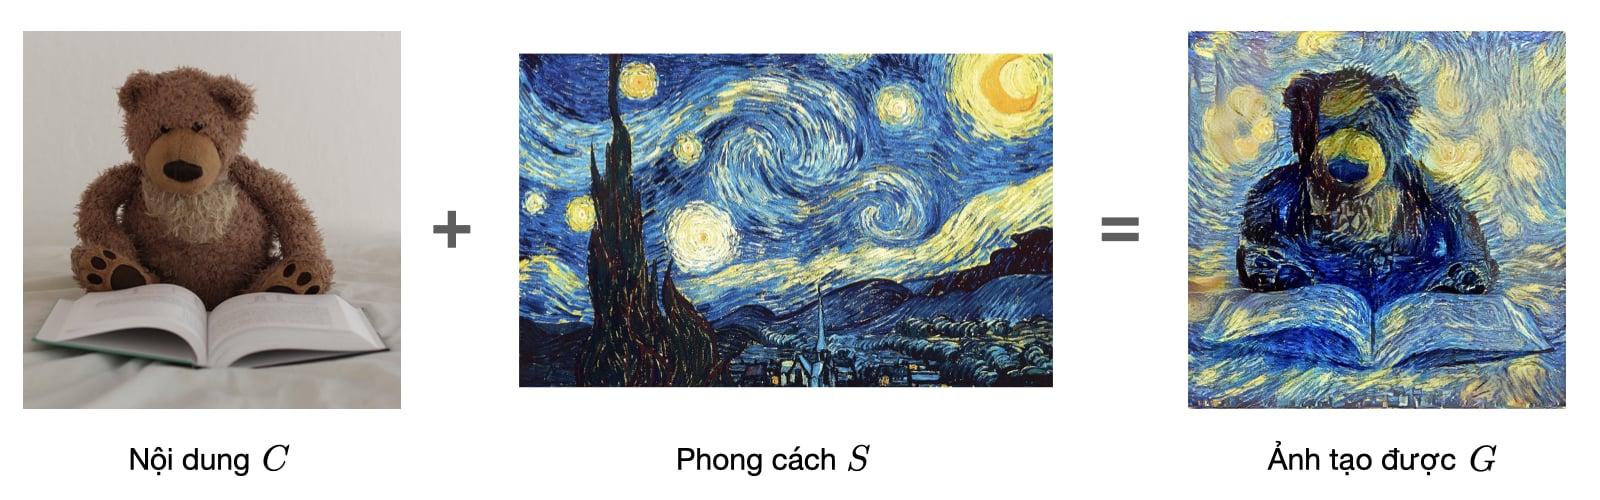 +
=
Nội dung C
Phong cách S
Ảnh tạo được G